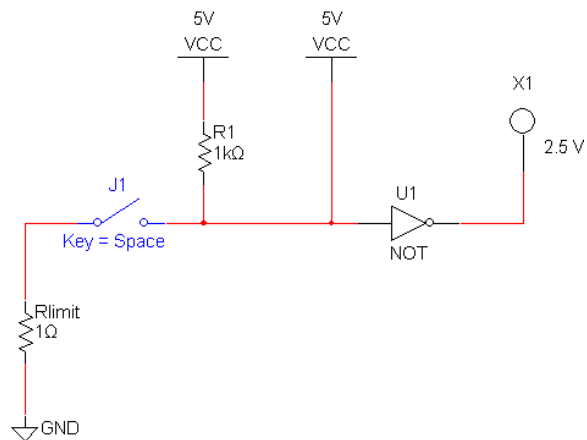 5V
VCC
5V
VCC
X1
2.5 V
R1
1kΩ
J1
Key = Space
U1
NOT
Rlimit
1Ω
GND